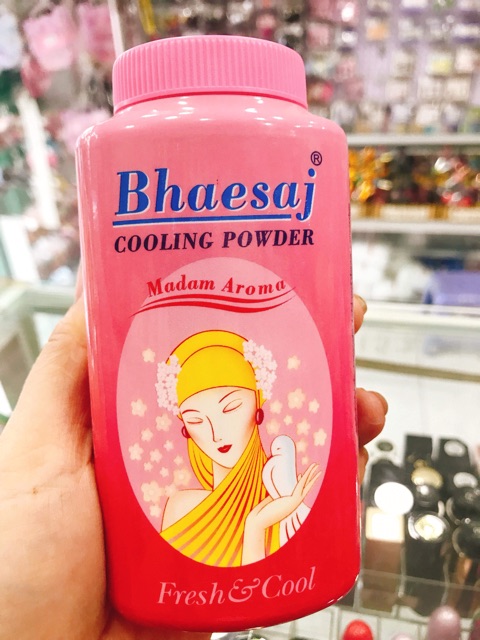 Bhaesaj®
COOLING POWDER
Madam Aroma
Fresh & Cool